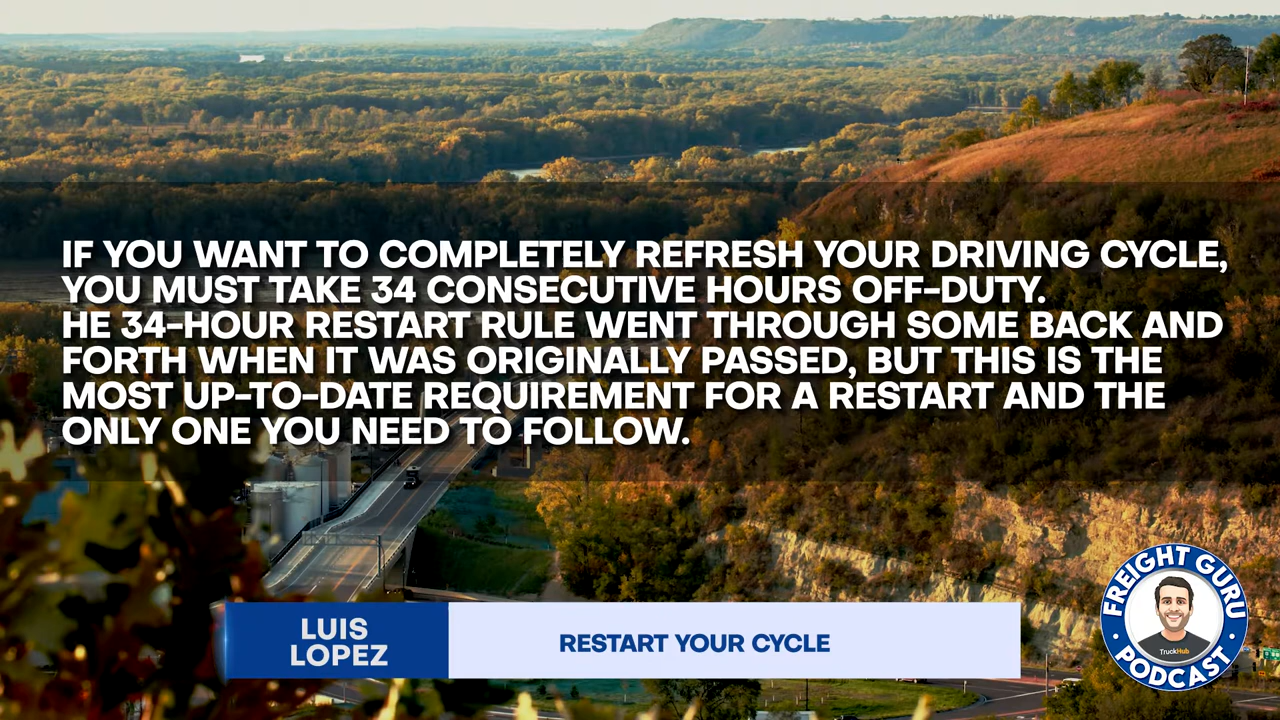 IF YOU WANT TO COMPLETELY REFRESH YOUR DRIVING CYCLE,
YOU MUST TAKE 34 CONSECUTIVE HOURS OFF-DUTY.
HE 34-HOUR RESTART RULE WENT THROUGH SOME BACK AND
FORTH WHEN IT WAS ORIGINALLY PASSED, BUT THIS IS THE
MOST UP-TO-DATE REQUIREMENT FOR A RESTART AND THE
ONLY ONE YOU NEED TO FOLLOW.
LUIS
LOPEZ
RESTART YOUR CYCLE
FREIGHT GURU
TruckHub
PODCAST